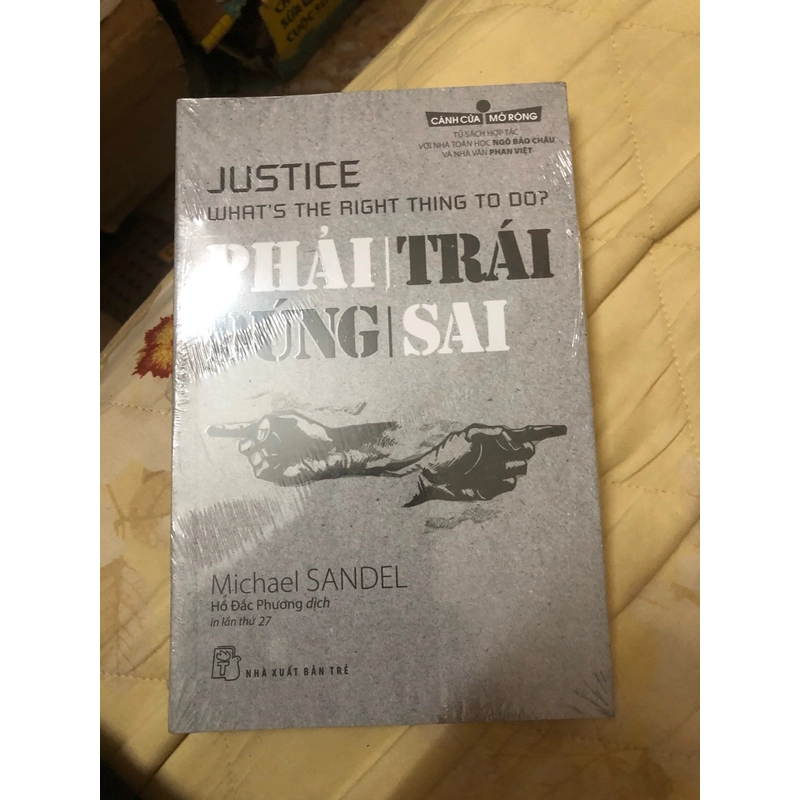 CÁNH CỬA MỞ RỘNG
TỦ SÁCH HỢP TÁC
VỚI NHÀ TOÁN HỌC NGÔ BẢO CHÂU
VÀ NHÀ VĂN PHAN VIỆT
JUSTICE
WHAT'S THE RIGHT THING TO DO?
PHẢI TRÁI
ĐÚNG SAI
Michael SANDEL
Hồ Đắc Phương dịch
In lần thứ 27
NHÀ XUẤT BẢN TRẺ